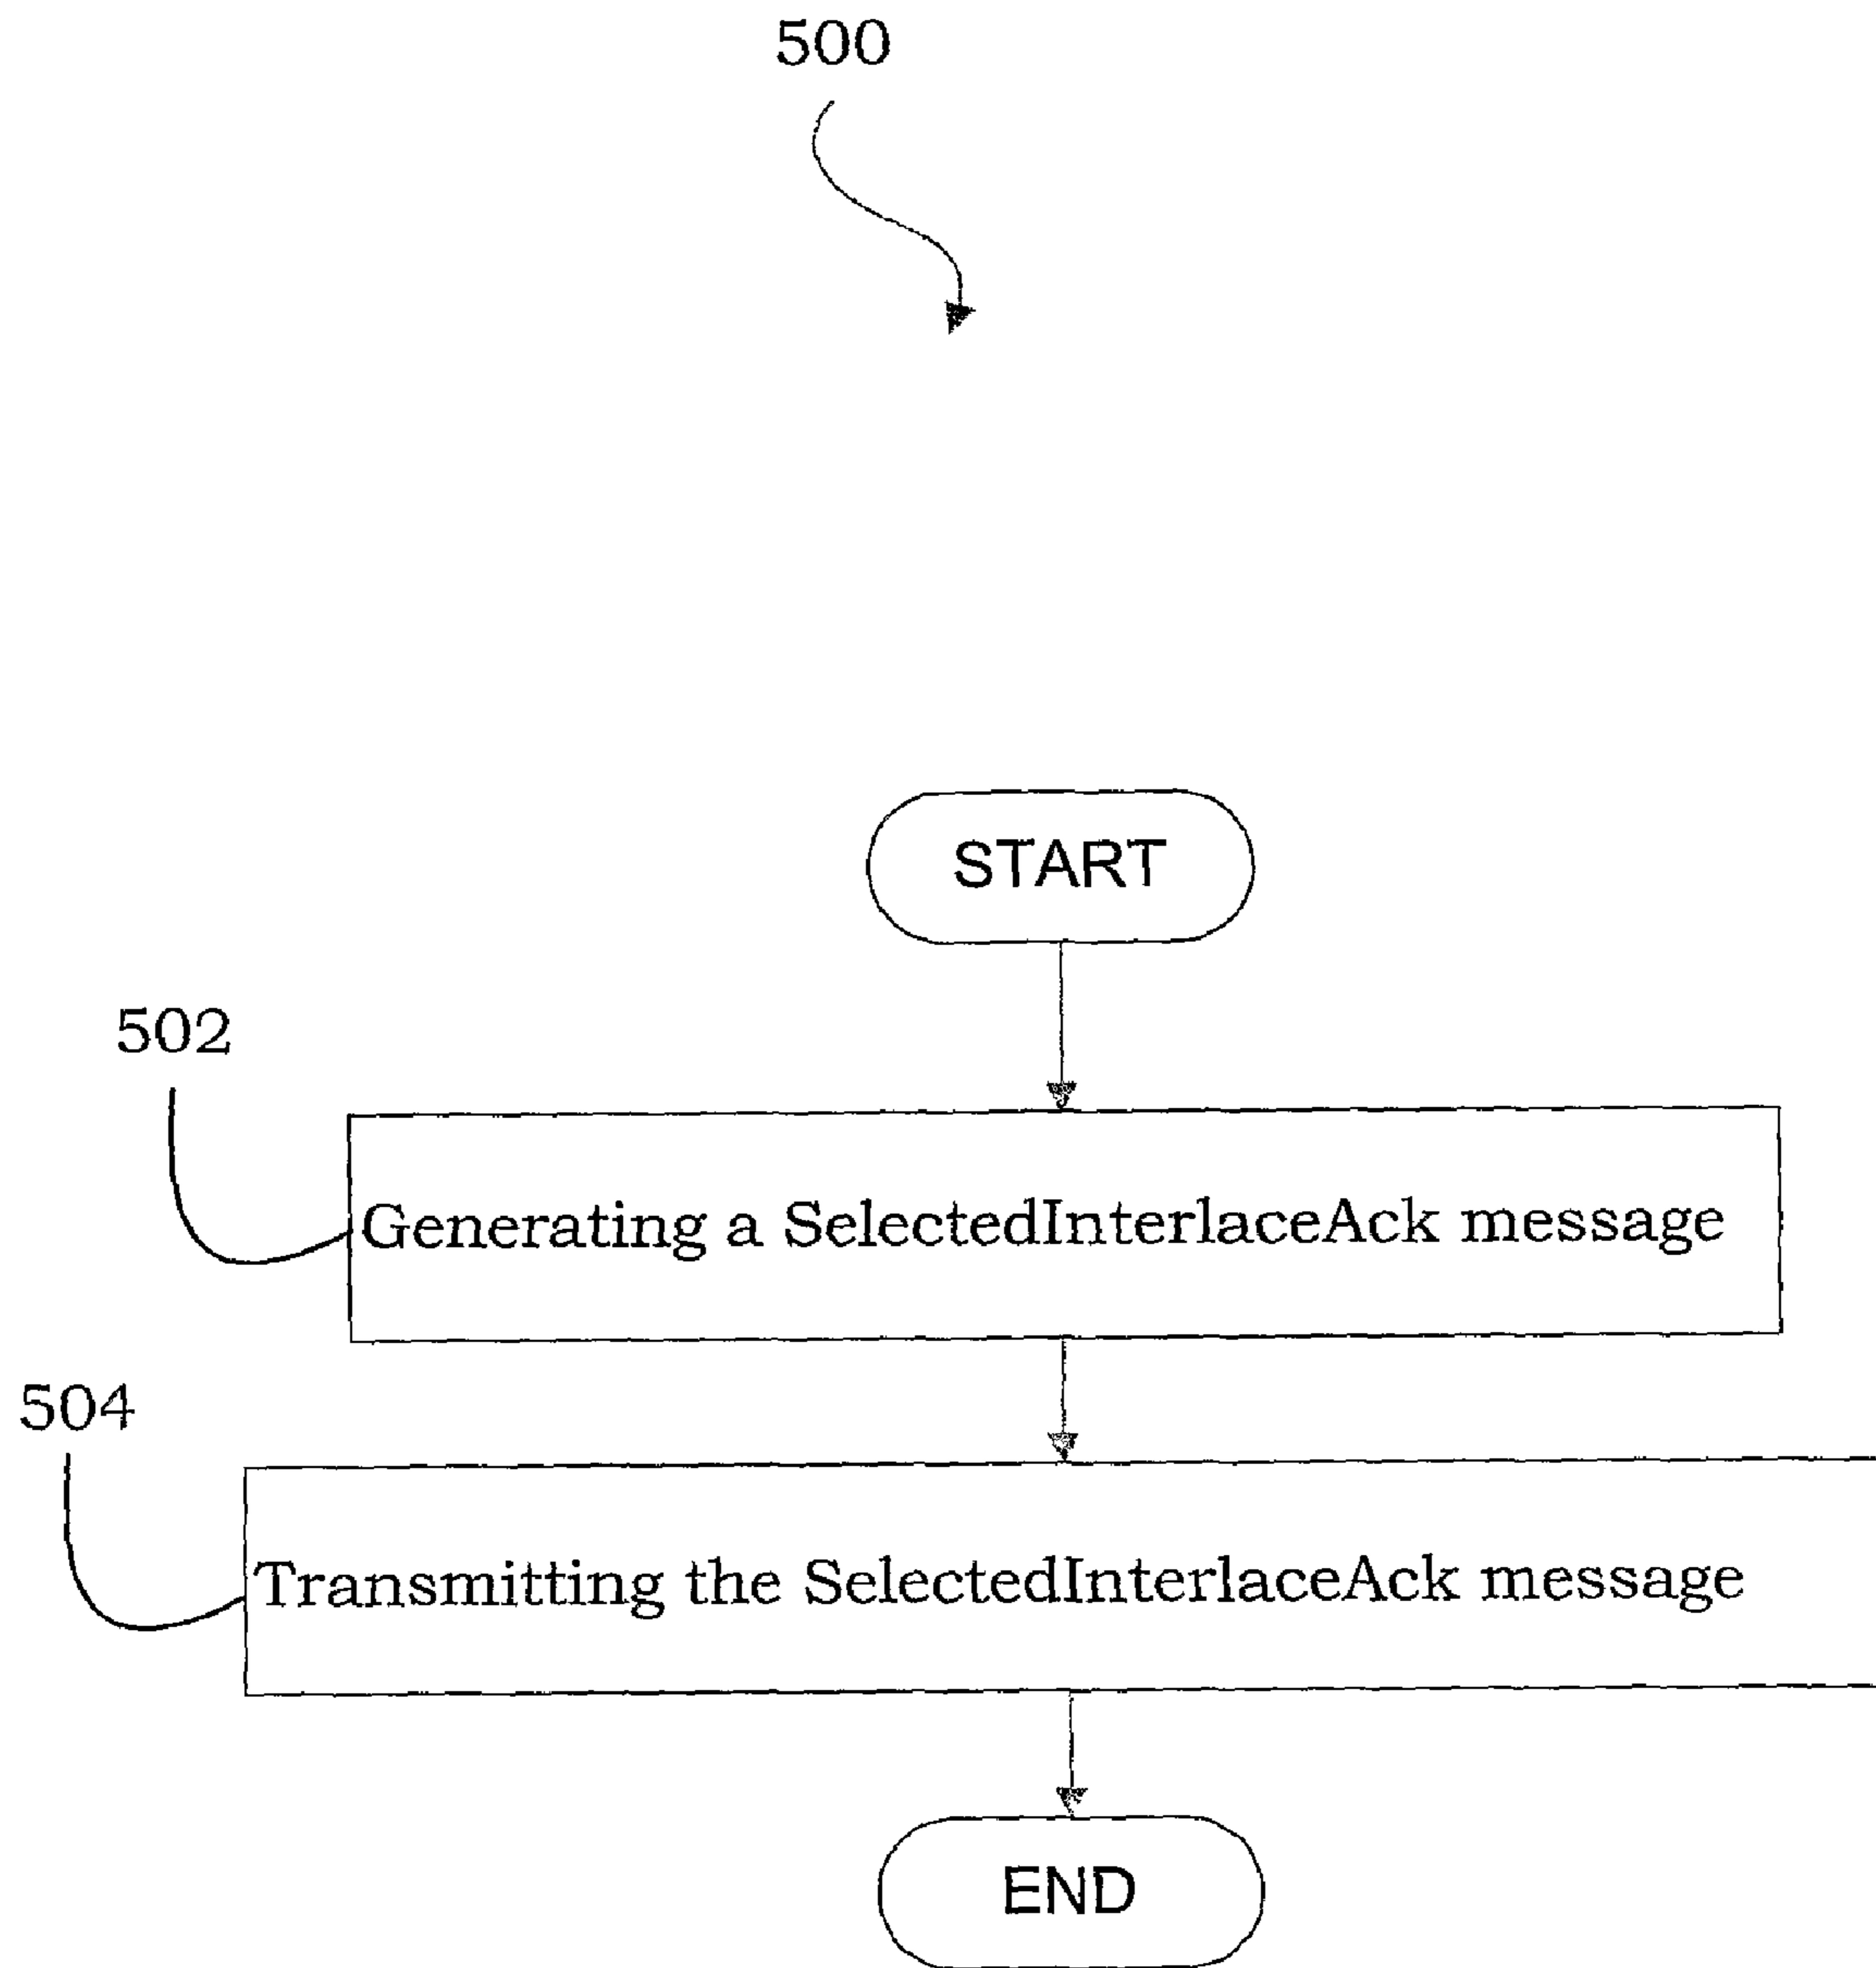 500
START
502
Generating a SelectedInterlaceAck message
504
Transmitting the SelectedInterlaceAck message
END